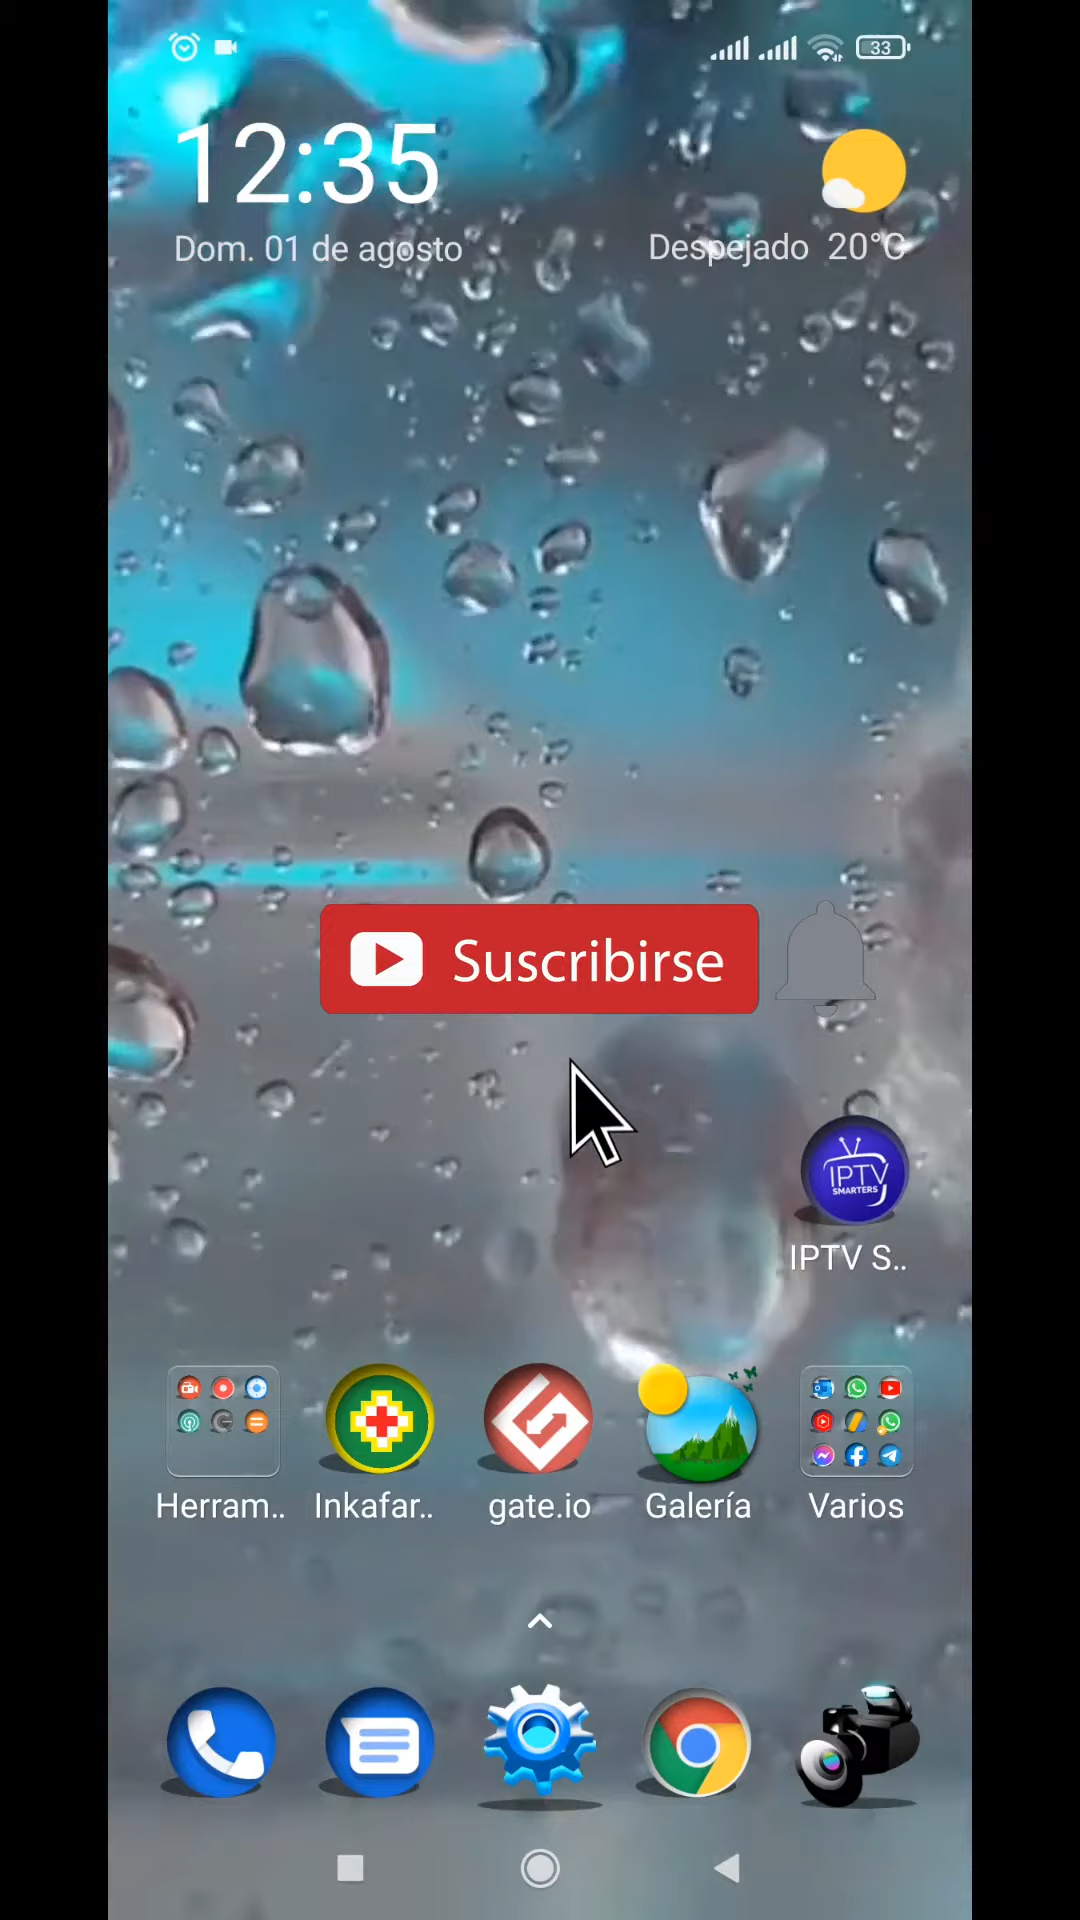 33
12:35
Dom. 01 de agosto
Despejado 20°C
Suscribirse
IPTV
SMARTERS
IPTV S..
Herram..
Inkafar..
gate.io
Galería
Varios